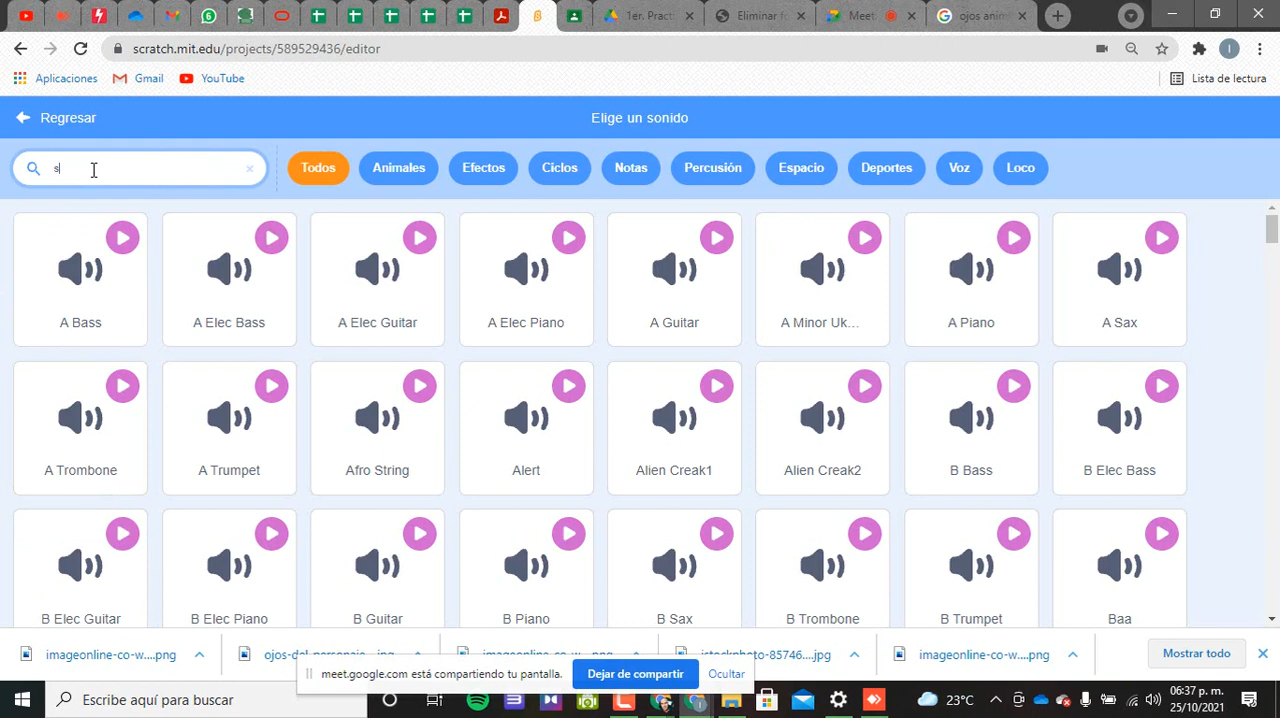 6
1er. Pract
Eliminar fo
Meet
ojos anim
scratch.mit.edu/projects/589529436/editor
I
Aplicaciones
Gmail
YouTube
Lista de lectura
Regresar
Elige un sonido
s
Todos
Animales
Efectos
Ciclos
Notas
Percusión
Espacio
Deportes
Voz
Loco
A Bass
A Elec Bass
A Elec Guitar
A Elec Piano
A Guitar
A Minor Uk...
A Piano
A Sax
A Trombone
A Trumpet
Afro String
Alert
Alien Creak1
Alien Creak2
B Bass
B Elec Bass
B Elec Guitar
B Elec Piano
B Guitar
B Piano
B Sax
B Trombone
B Trumpet
Baa
imageonline-co-w....png
ojos-del-personaje-...jpg
imageonline-co-w....png
istockphoto-85746....jpg
imageonline-co-w....png
Mostrar todo
meet.google.com está compartiendo tu pantalla.
Dejar de compartir
Ocultar
Escribe aquí para buscar
23°C
06:37 p. m.
25/10/2021